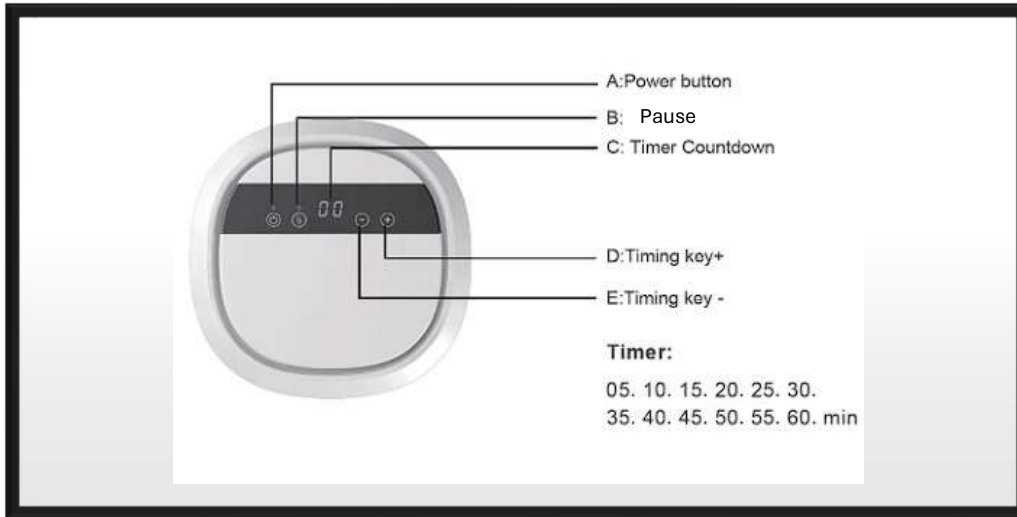 A:Power button
B: Pause
C: Timer Countdown
00
D:Timing key+
E:Timing key -
Timer:
05. 10. 15. 20. 25. 30.
35. 40. 45. 50. 55. 60. min